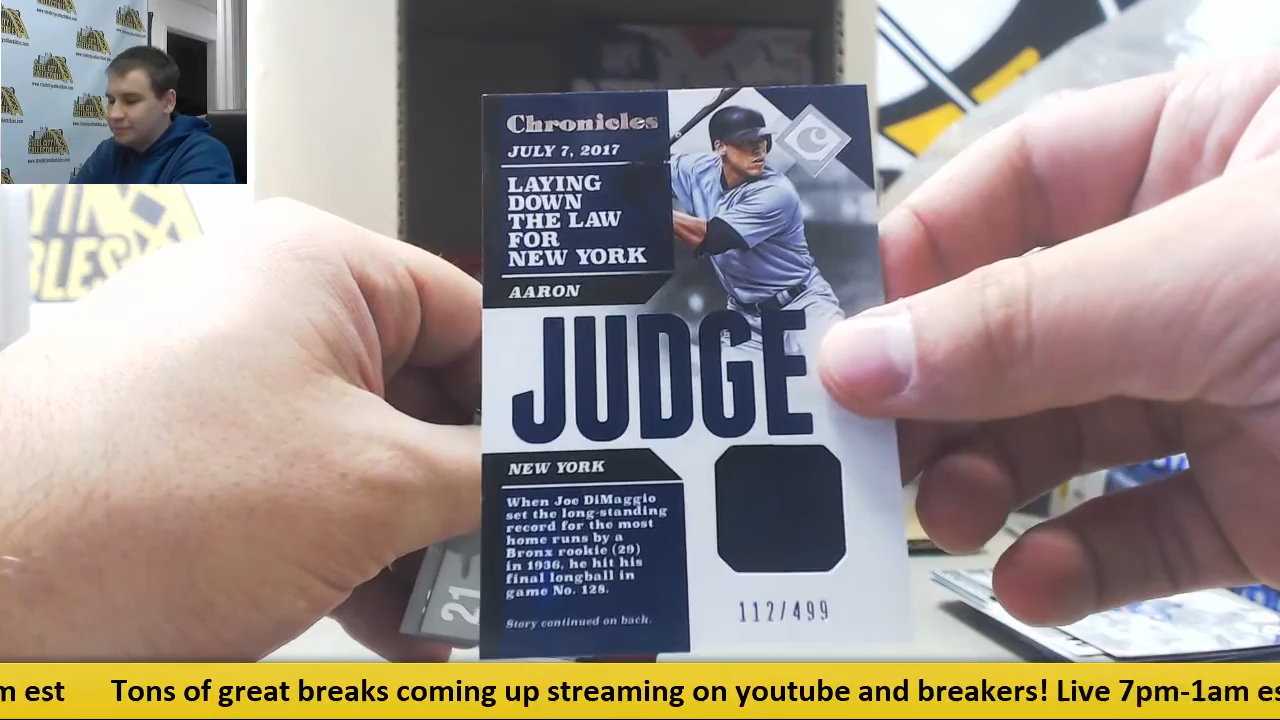 Chronicles
JULY 7, 2017
LAYING
DOWN
THE LAW
FOR
NEW YORK
AARON
JUDGE
NEW YORK
When Joe DiMaggio
set the long-standing
record for the most
home runs by a
Bronx rookie (29)
in 1936, he hit his
final longball in
game No. 128.
Story continued on back.
112/499
21
m est Tons of great breaks coming up streaming on youtube and breakers! Live 7pm-1am es